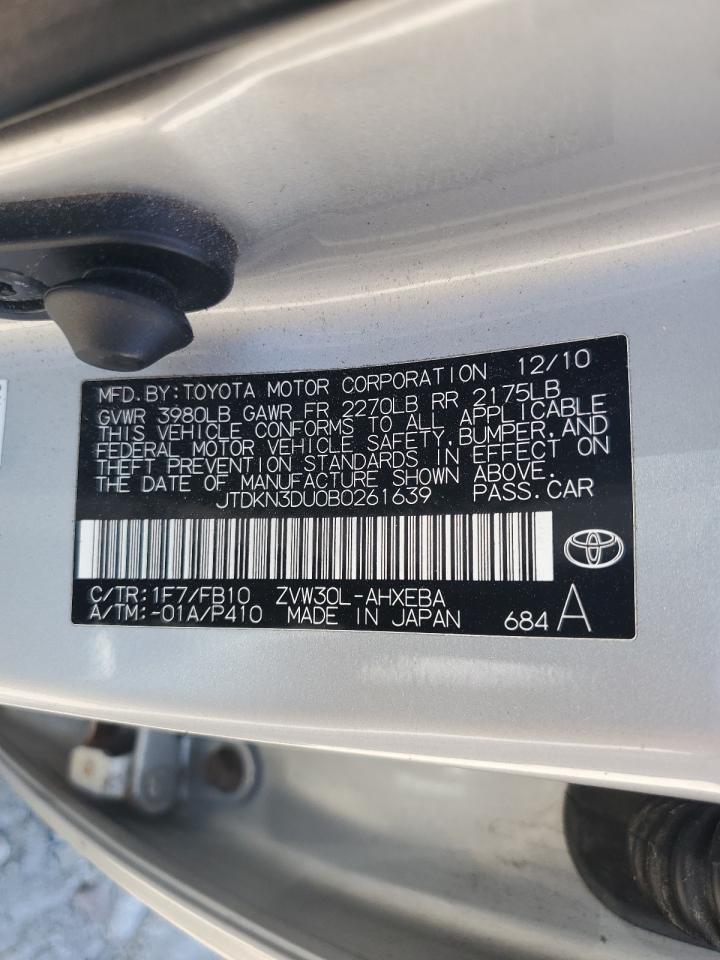 MFD. BY: TOYOTA MOTOR CORPORATION 12/10
GVWR 3980LB GAWR FR 2270LB RR 2175LB
THIS VEHICLE CONFORMS TO ALL APPLICABLE
FEDERAL MOTOR VEHICLE SAFETY, BUMPER, AND
THEFT PREVENTION STANDARDS IN EFFECT ON
THE DATE OF MANUFACTURE SHOWN ABOVE.
JTDKN3DU0B0261639 PASS. CAR
C/TR: 1F7/FB10 ZVW30L-AHXEBA
A/TM: -01A/P410 MADE IN JAPAN 684 A